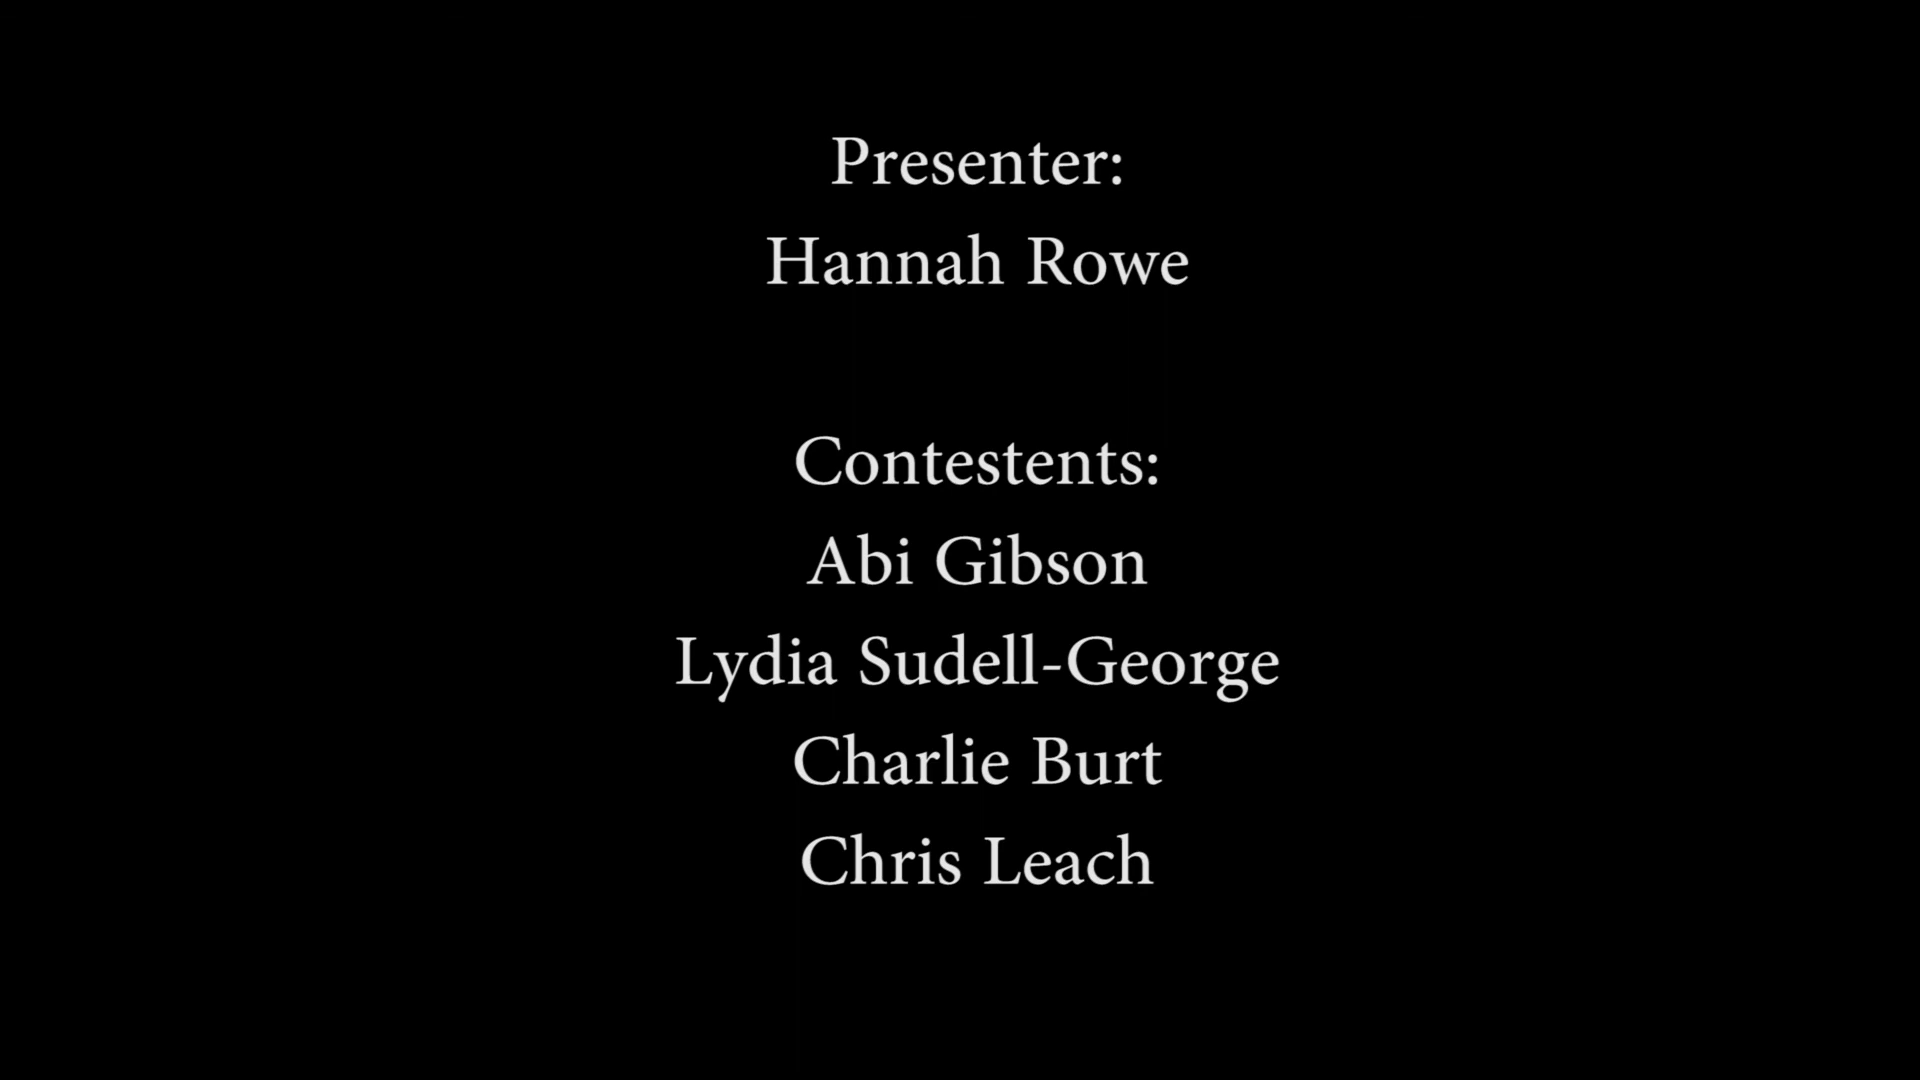 Presenter:
Hannah Rowe
Contestents:
Abi Gibson
Lydia Sudell-George
Charlie Burt
Chris Leach